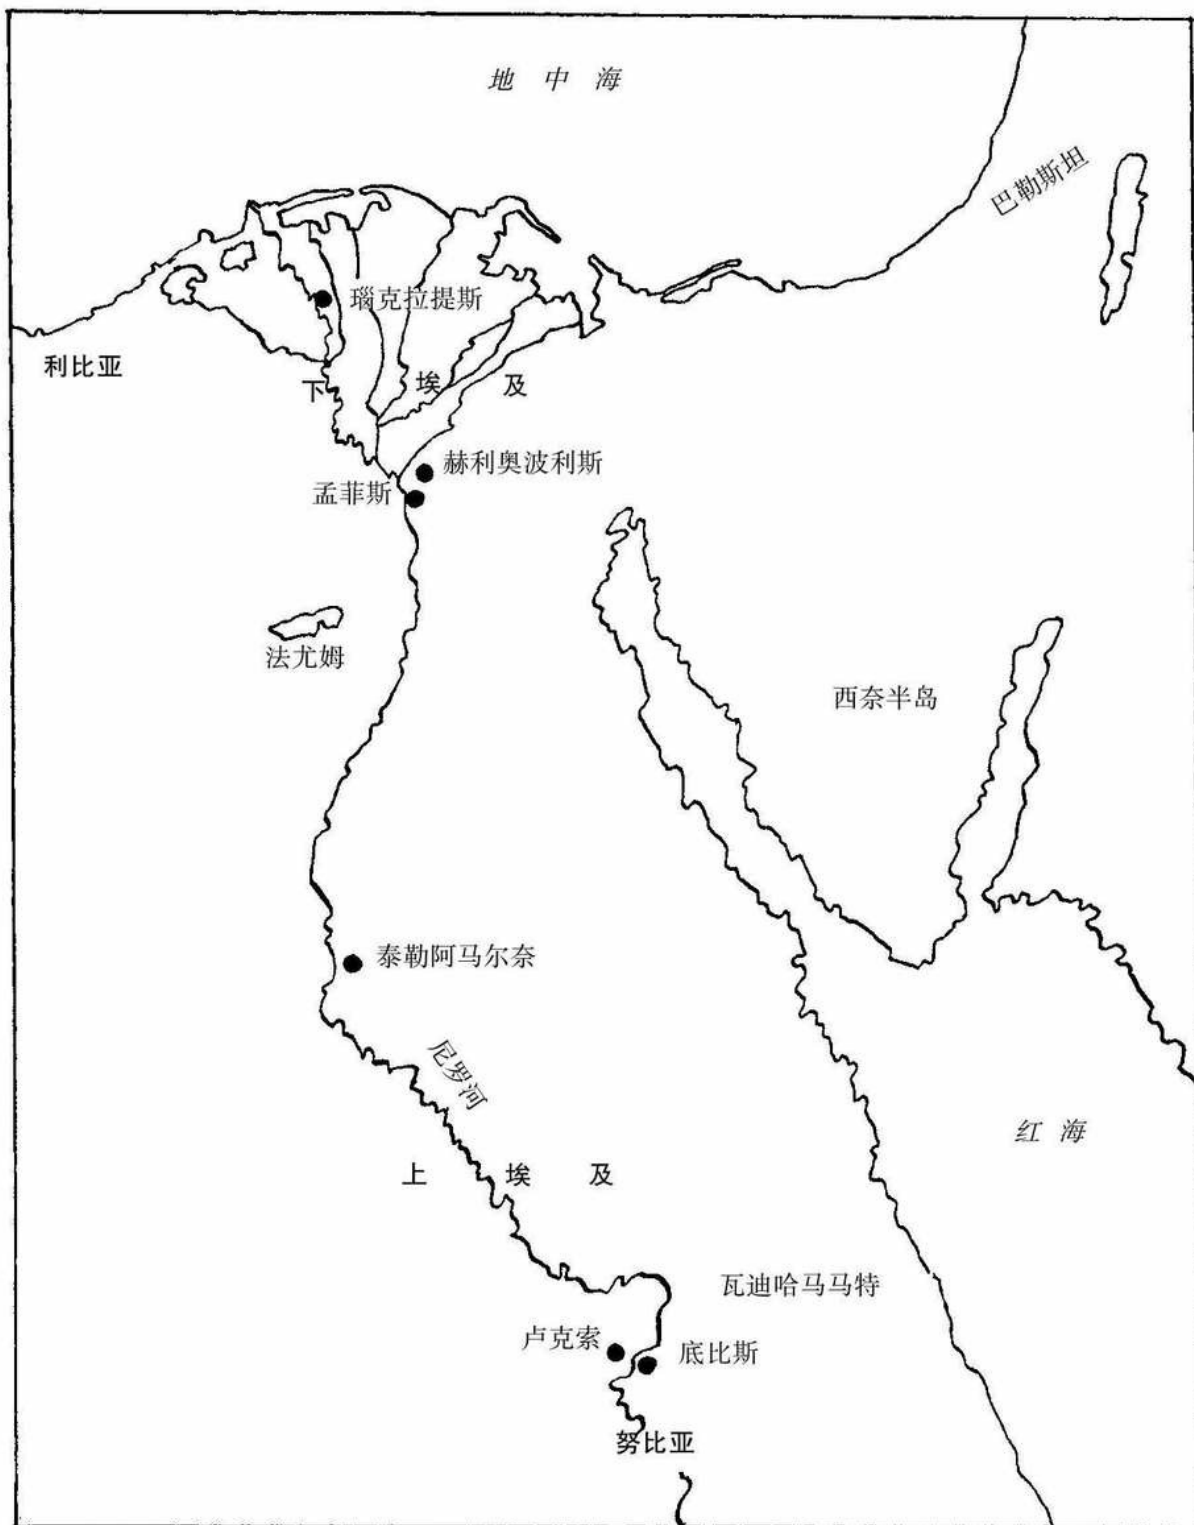 地中海
巴勒斯坦
瑙克拉提斯
利比亚
下埃及
赫利奥波利斯
孟菲斯
法尤姆
西奈半岛
泰勒阿马尔奈
尼罗河
红海
上埃及
瓦迪哈马马特
卢克索
底比斯
努比亚